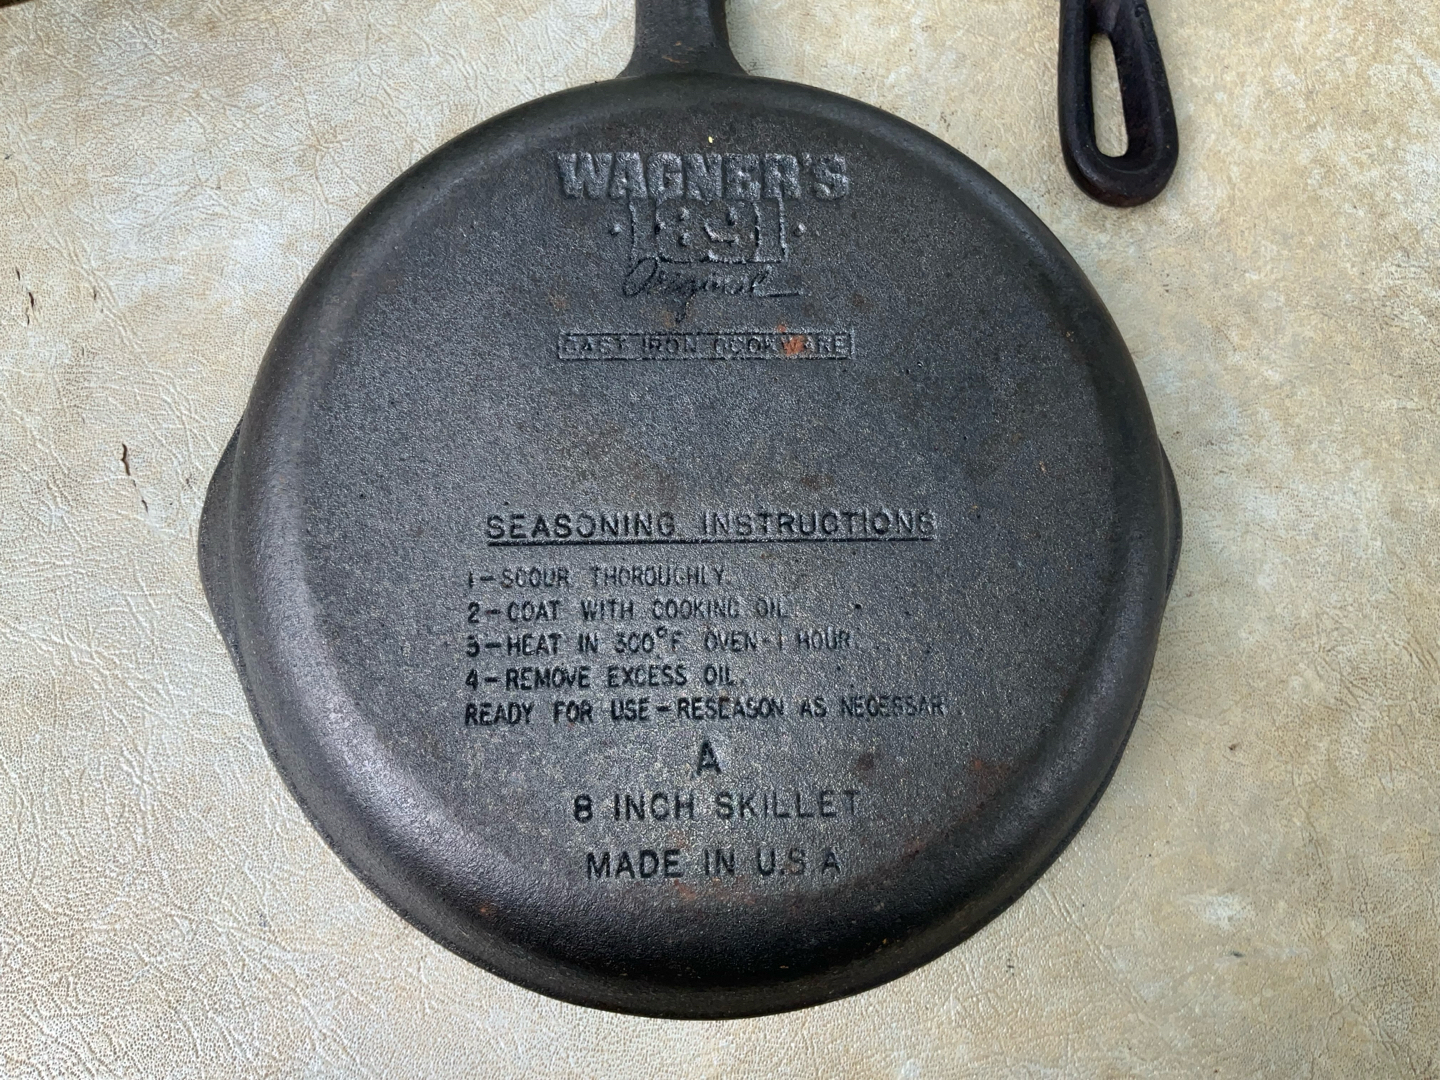 WAGNER'S
·1891·
Original
CAST IRON COOKWARE
SEASONING INSTRUCTIONS
1-SCOUR THOROUGHLY.
2-COAT WITH COOKING OIL
3-HEAT IN 300°F OVEN-1 HOUR.
4-REMOVE EXCESS OIL.
READY FOR USE-RESEASON AS NECESSAR
A
8 INCH SKILLET
MADE IN U.S A